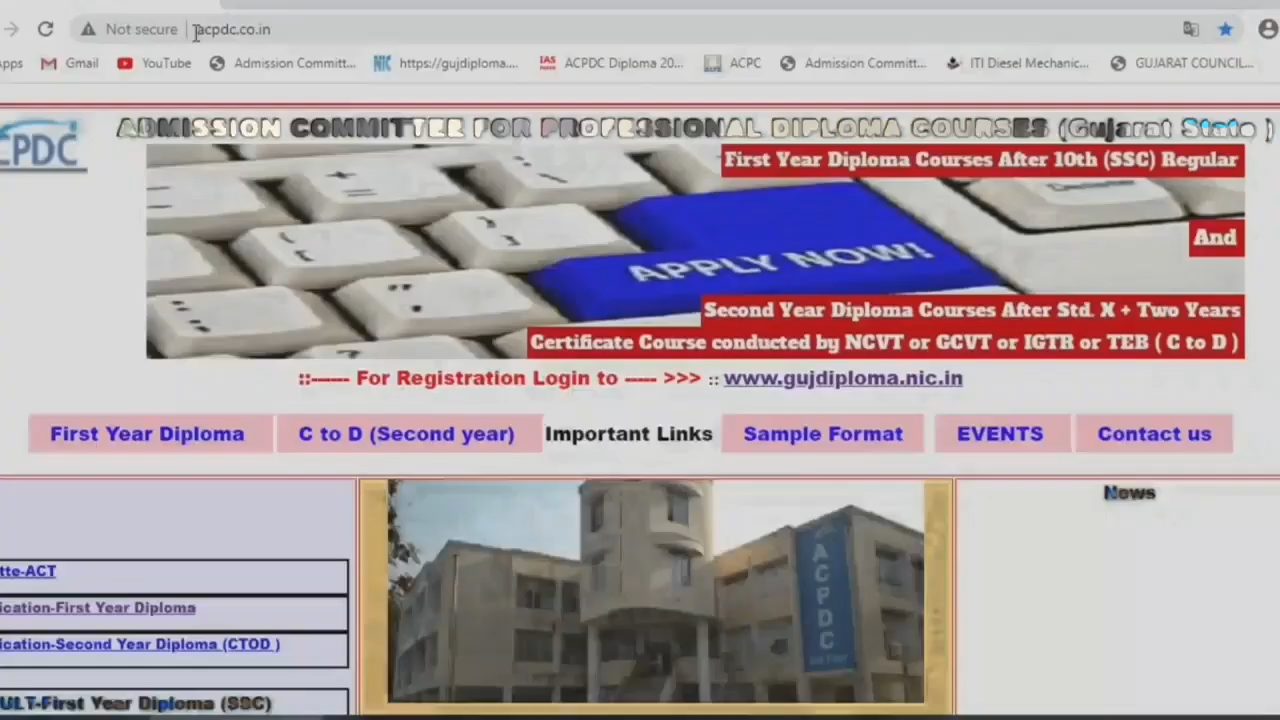 Not secure | acpdc.co.in
Apps Gmail YouTube Admission Committ... NIC https://gujdiploma.... IAS ACPDC Diploma 20... ACPC Admission Committ... ITI Diesel Mechanic... GUJARAT COUNCIL...
CPDC
ADMISSION COMMITTEE FOR PROFESSIONAL DIPLOMA COURSES (Gujarat State )
First Year Diploma Courses After 10th (SSC) Regular
And
APPLY NOW!
Second Year Diploma Courses After Std. X + Two Years
Certificate Course conducted by NCVT or GCVT or IGTR or TEB ( C to D )
::----- For Registration Login to ----- >>> :: www.gujdiploma.nic.in
First Year Diploma C to D (Second year) Important Links Sample Format EVENTS Contact us
News
tte-ACT
ication-First Year Diploma
ication-Second Year Diploma (CTOD )
ULT-First Year Diploma (SSC)
ACPDC